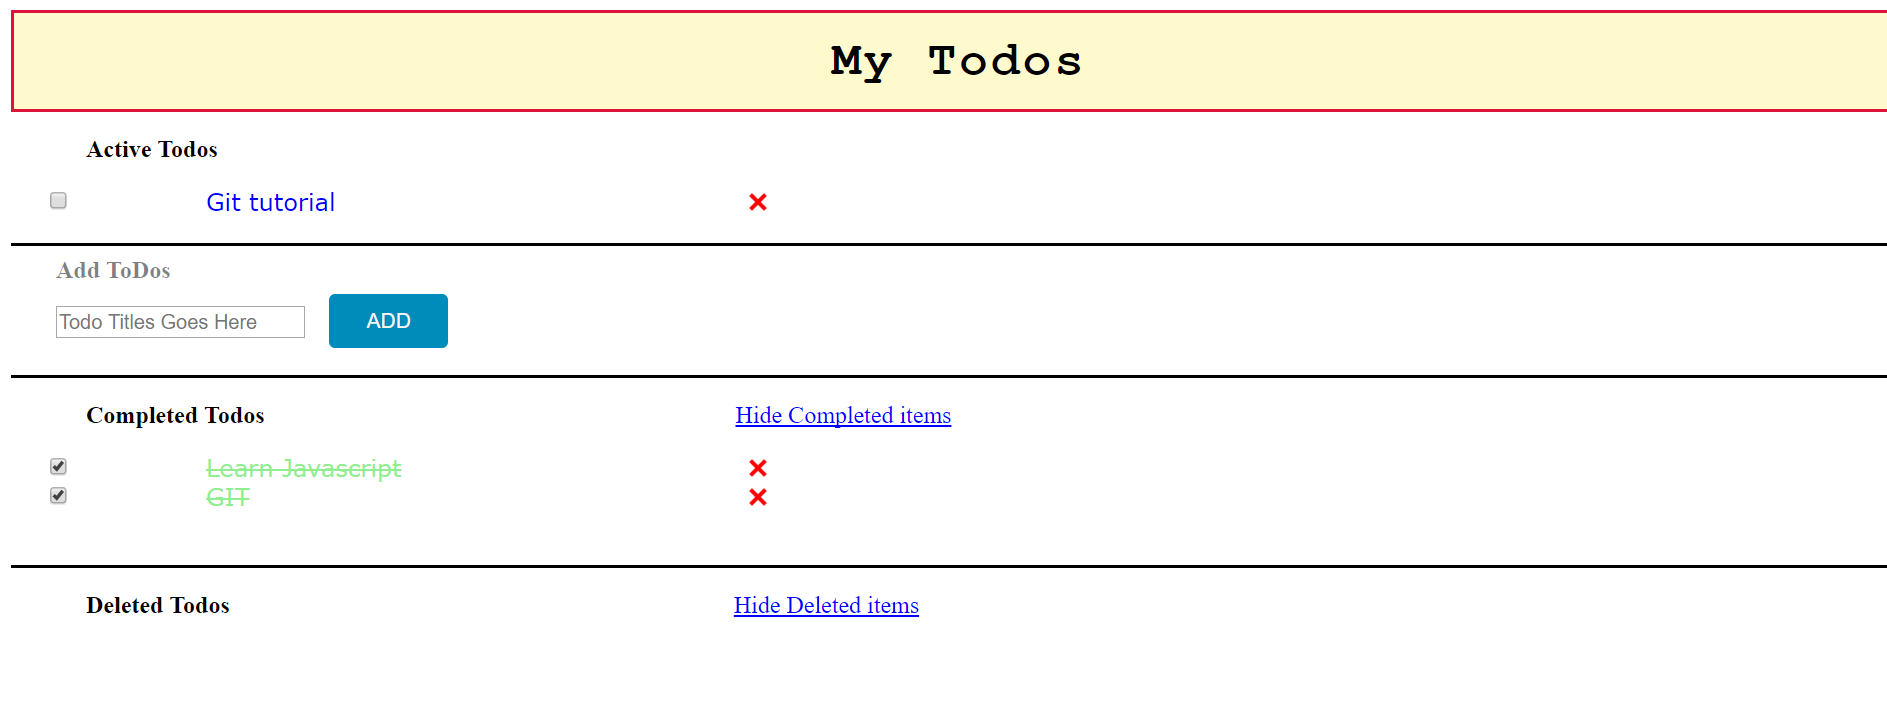 My Todos
Active Todos
Git tutorial
Add ToDos
Todo Titles Goes Here ADD
Completed Todos Hide Completed items
Learn Javascript
GIT
Deleted Todos Hide Deleted items